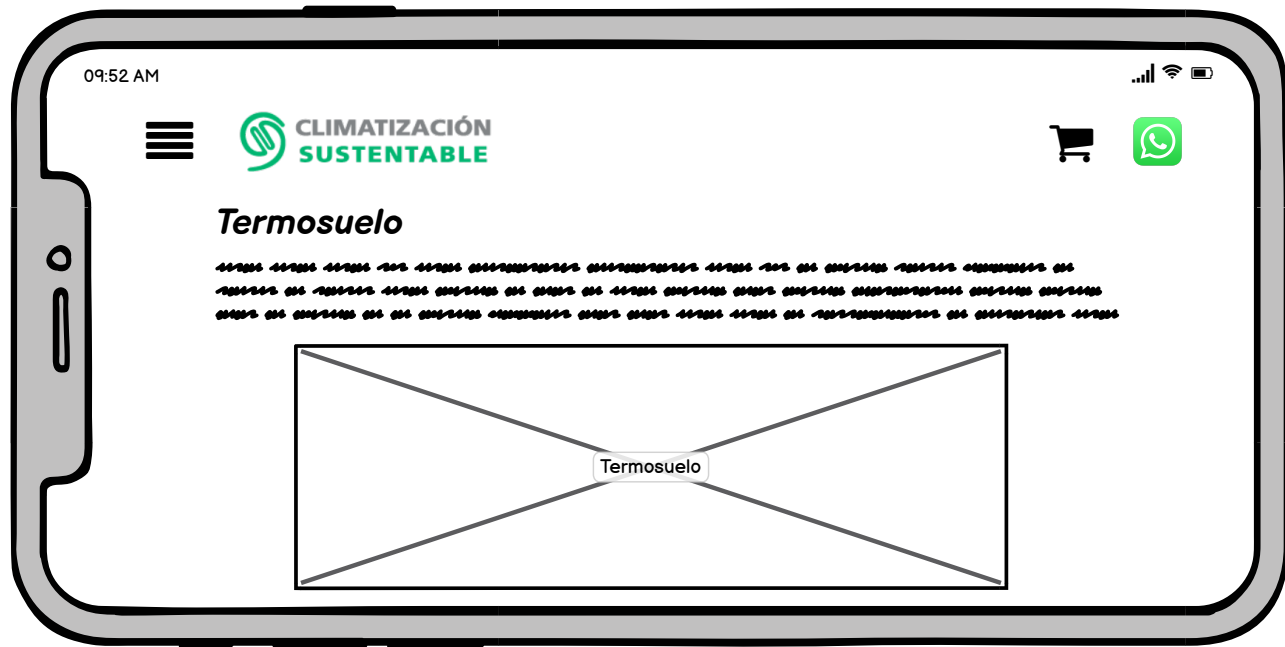 09:52 AM
CLIMATIZACIÓN
SUSTENTABLE
Termosuelo
Termosuelo